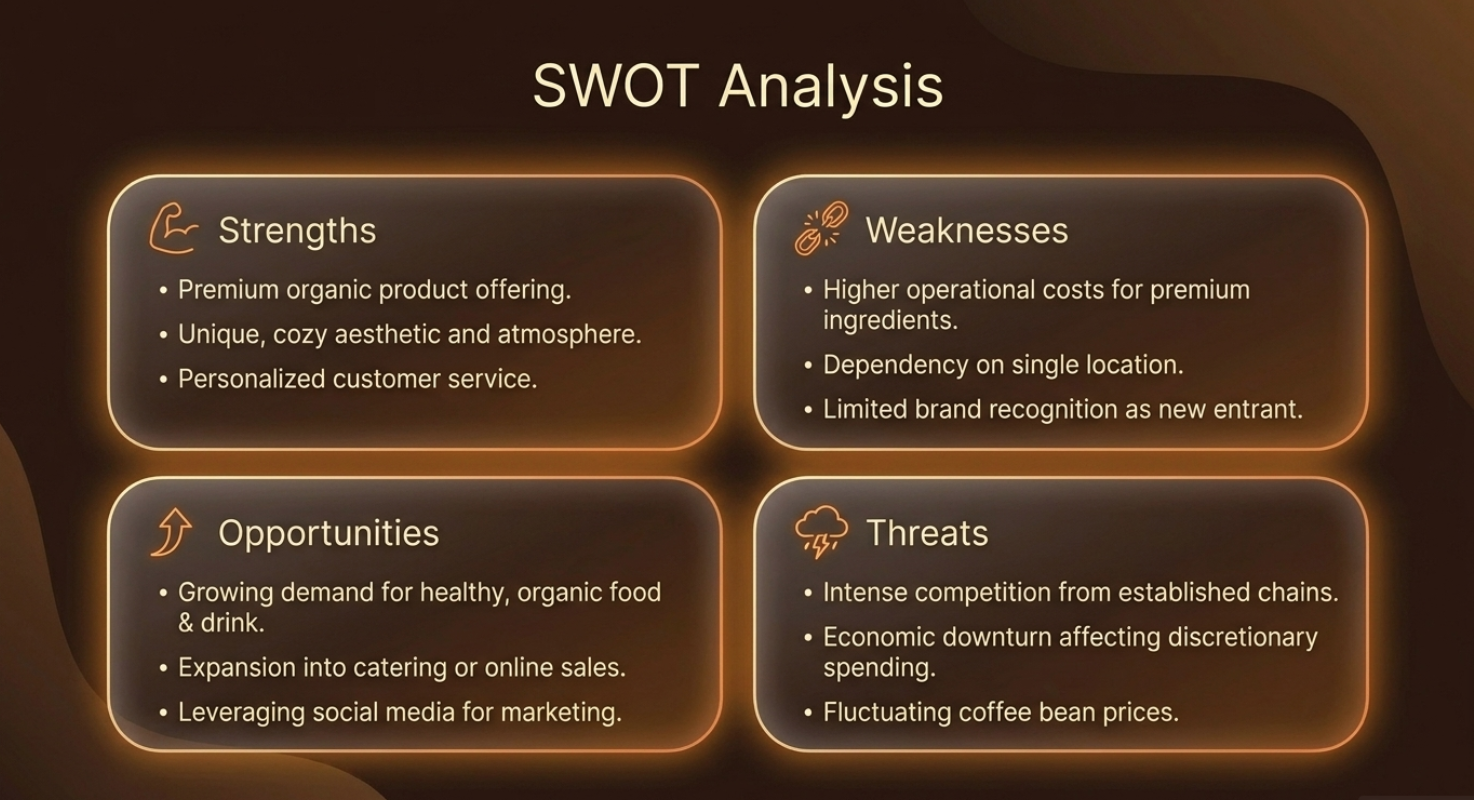 SWOT Analysis
Strengths
• Premium organic product offering.
• Unique, cozy aesthetic and atmosphere.
• Personalized customer service.
Weaknesses
• Higher operational costs for premium
ingredients.
• Dependency on single location.
• Limited brand recognition as new entrant.
Opportunities
• Growing demand for healthy, organic food
& drink.
• Expansion into catering or online sales.
• Leveraging social media for marketing.
Threats
• Intense competition from established chains.
• Economic downturn affecting discretionary
spending.
• Fluctuating coffee bean prices.